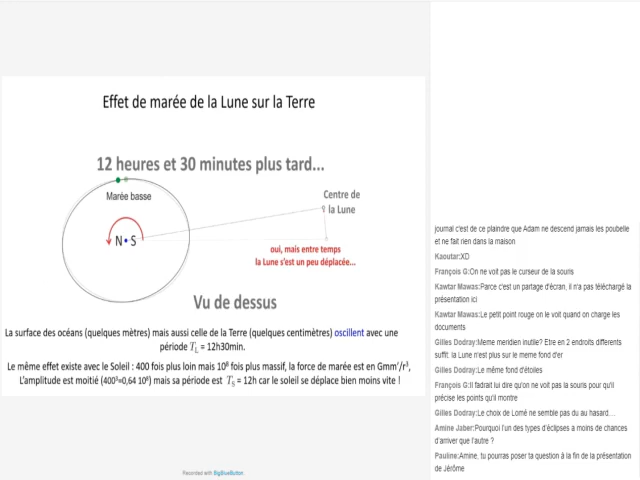 Effet de marée de la Lune sur la Terre
12 heures et 30 minutes plus tard...
Marée basse
Centre de
la Lune
N • S
oui, mais entre temps
la Lune s'est un peu déplacée...
Vu de dessus
La surface des océans (quelques mètres) mais aussi celle de la Terre (quelques centimètres) oscillent avec une
période T_L = 12h30min.
Le même effet existe avec le Soleil : 400 fois plus loin mais 10⁸ fois plus massif, la force de marée est en Gmm'/r³,
L'amplitude est moitié (400³=0,64 10⁸) mais sa période est T_S = 12h car le soleil se déplace bien moins vite !
Recorded with BigBlueButton.
journal c'est de ce plaindre que Adam ne descend jamais les poubelle
et ne fait rien dans la maison
Kaoutar:XD
François G:On ne voit pas le curseur de la souris
Kawtar Mawas:Parce c'est un partage d'écran, il n'a pas téléchargé la
présentation ici
Kawtar Mawas:Le petit point rouge on le voit quand on charge les
documents
Gilles Dodray:Meme meridien inutile? Etre en 2 endroits differents
suffit: la Lune n'est plus sur le meme fond d'er
Gilles Dodray:Le même fond d'étoiles
François G:Il fadrait lui dire qu'on ne voit pas la souris pour qu'il
précise les points qu'il montre
Gilles Dodray:Le choix de Lomé ne semble pas du au hasard....
Amine Jaber:Pourquoi l'un des types d'éclipses a moins de chances
d'arriver que l'autre ?
Pauline:Amine, tu pourras poser ta question à la fin de la présentation
de Jérôme